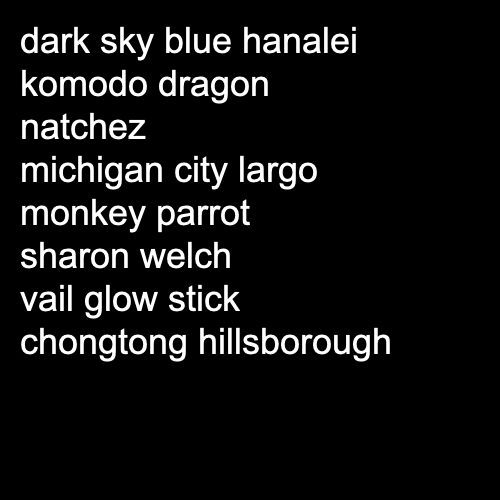 dark sky blue hanalei
komodo dragon
natchez
michigan city largo
monkey parrot
sharon welch
vail glow stick
chongtong hillsborough